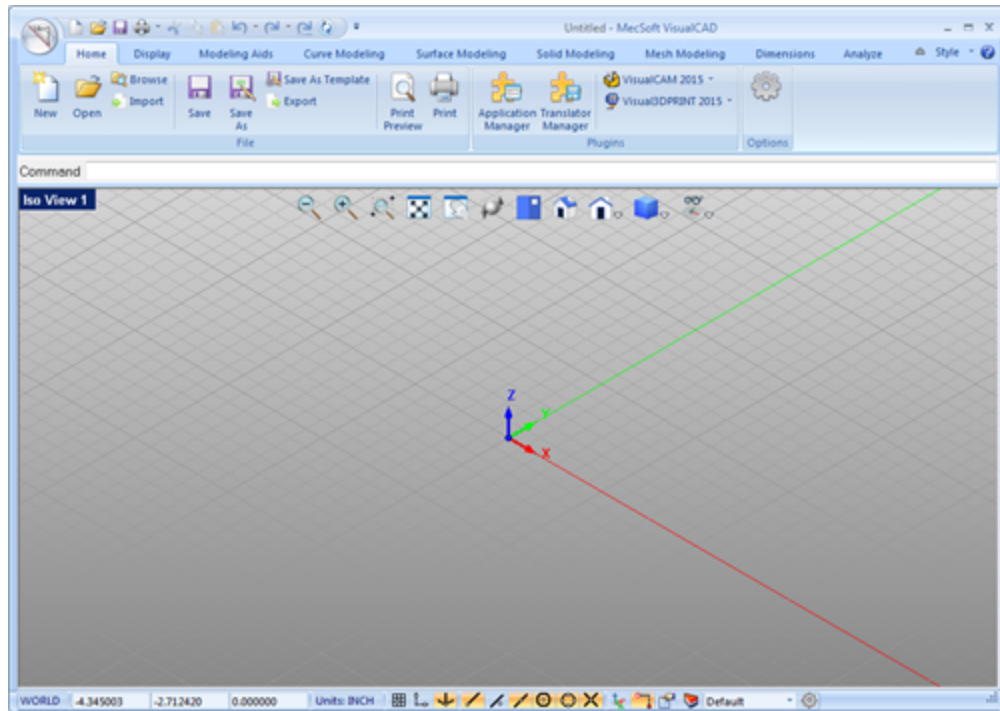 Untitled - MecSoft VisualCAD
Home Display Modeling Aids Curve Modeling Surface Modeling Solid Modeling Mesh Modeling Dimensions Analyze Style
New Open Browse Import Save Save As Save As Template Export Print Preview Print Application Manager Translator Manager VisualCAM 2015 Visual3DPRINT 2015
File Plugins Options
Command
Iso View 1
Z
Y
X
WORLD -4.345003 -2.712420 0.000000 Units: INCH Default